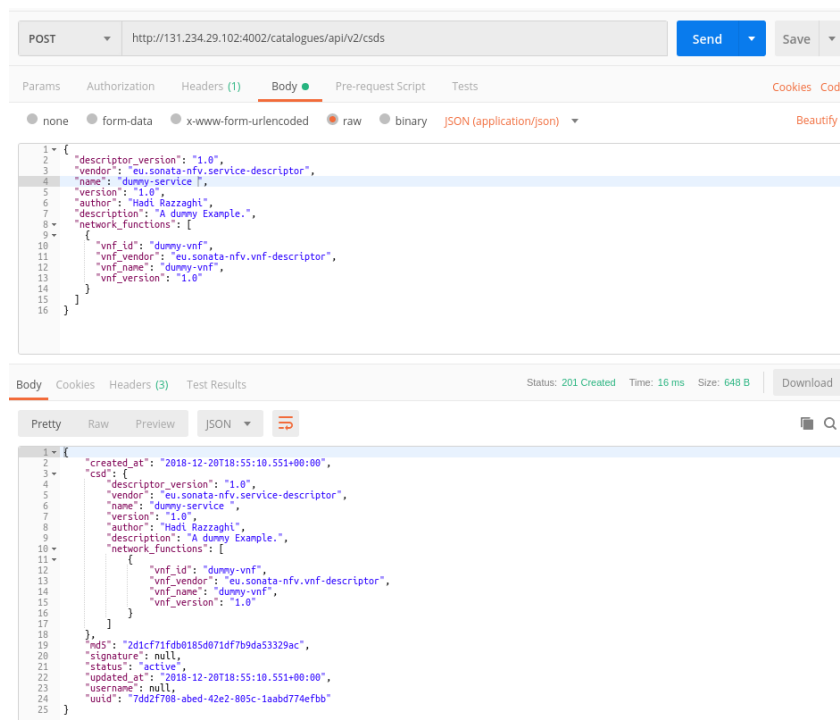 POST http://131.234.29.102:4002/catalogues/api/v2/csds Send Save
Params Authorization Headers (1) Body Pre-request Script Tests Cookies Cod
none form-data x-www-form-urlencoded raw binary JSON (application/json) Beautify
1 {
2 "descriptor_version": "1.0",
3 "vendor": "eu.sonata-nfv.service-descriptor",
4 "name": "dummy-service ",
5 "version": "1.0",
6 "author": "Hadi Razzaghi",
7 "description": "A dummy Example.",
8 "network_functions": [
9 {
10 "vnf_id": "dummy-vnf",
11 "vnf_vendor": "eu.sonata-nfv.vnf-descriptor",
12 "vnf_name": "dummy-vnf",
13 "vnf_version": "1.0"
14 }
15 ]
16 }
Body Cookies Headers (3) Test Results Status: 201 Created Time: 16 ms Size: 648 B Download
Pretty Raw Preview JSON
1 {
2 "created_at": "2018-12-20T18:55:10.551+00:00",
3 "csd": {
4 "descriptor_version": "1.0",
5 "vendor": "eu.sonata-nfv.service-descriptor",
6 "name": "dummy-service ",
7 "version": "1.0",
8 "author": "Hadi Razzaghi",
9 "description": "A dummy Example.",
10 "network_functions": [
11 {
12 "vnf_id": "dummy-vnf",
13 "vnf_vendor": "eu.sonata-nfv.vnf-descriptor",
14 "vnf_name": "dummy-vnf",
15 "vnf_version": "1.0"
16 }
17 ]
18 },
19 "md5": "2d1cf71fdb0185d071df7b9da53329ac",
20 "signature": null,
21 "status": "active",
22 "updated_at": "2018-12-20T18:55:10.551+00:00",
23 "username": null,
24 "uuid": "7dd2f708-abed-42e2-805c-1aabd774efbb"
25 }